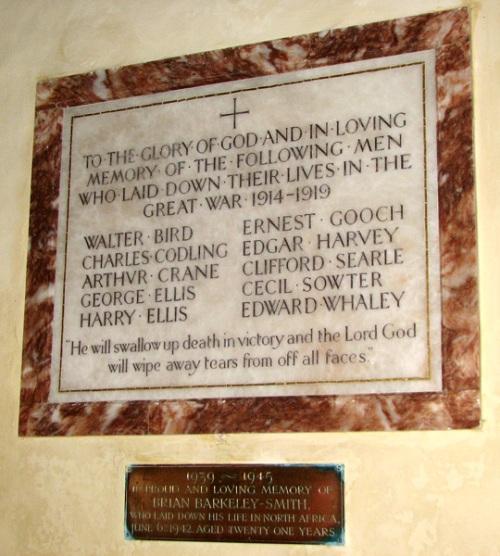 TO·THE·GLORY·OF·GOD·AND·IN·LOVING
MEMORY·OF·THE·FOLLOWING·MEN
WHO·LAID·DOWN·THEIR·LIVES·IN·THE
GREAT·WAR·1914-1919
WALTER·BIRD
CHARLES·CODLING
ARTHVR·CRANE
GEORGE·ELLIS
HARRY·ELLIS
ERNEST·GOOCH
EDGAR·HARVEY
CLIFFORD·SEARLE
CECIL·SOWTER
EDWARD·WHALEY
"He will swallow up death in victory and the Lord God
will wipe away tears from off all faces."
1939 ~ 1945
IN PROUD AND LOVING MEMORY OF
BRIAN BARKELEY-SMITH,
WHO LAID DOWN HIS LIFE IN NORTH AFRICA
JUNE 6TH 1942. AGED TWENTY ONE YEARS